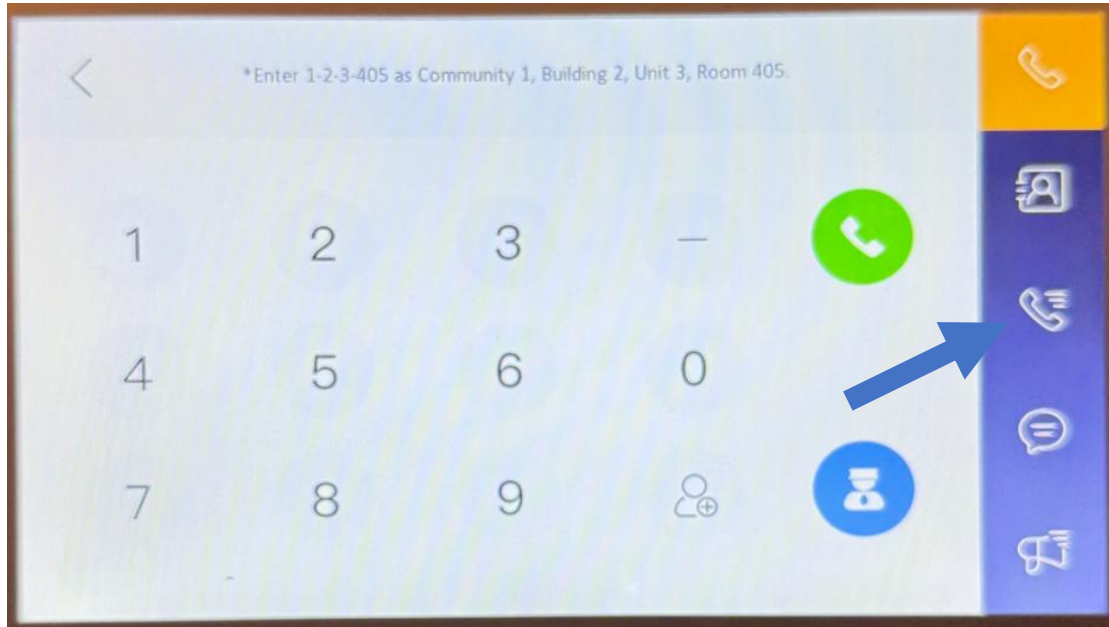 *Enter 1-2-3-405 as Community 1, Building 2, Unit 3, Room 405.
1 2 3 –
4 5 6 0
7 8 9